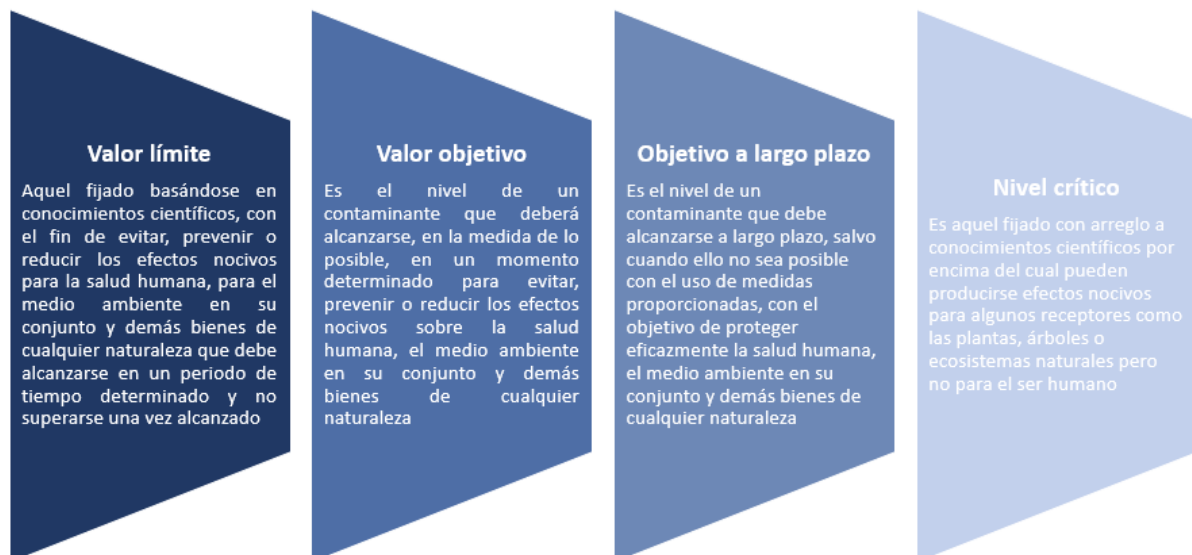 Valor límite
Aquel fijado basándose en
conocimientos científicos, con
el fin de evitar, prevenir o
reducir los efectos nocivos
para la salud humana, para el
medio ambiente en su
conjunto y demás bienes de
cualquier naturaleza que debe
alcanzarse en un periodo de
tiempo determinado y no
superarse una vez alcanzado
Valor objetivo
Es el nivel de un
contaminante que deberá
alcanzarse, en la medida de lo
posible, en un momento
determinado para evitar,
prevenir o reducir los efectos
nocivos sobre la salud
humana, el medio ambiente
en su conjunto y demás
bienes de cualquier
naturaleza
Objetivo a largo plazo
Es el nivel de un
contaminante que debe
alcanzarse a largo plazo, salvo
cuando ello no sea posible
con el uso de medidas
proporcionadas, con el
objetivo de proteger
eficazmente la salud humana,
el medio ambiente en su
conjunto y demás bienes de
cualquier naturaleza
Nivel crítico
Es aquel fijado con arreglo a
conocimientos científicos por
encima del cual pueden
producirse efectos nocivos
para algunos receptores como
las plantas, árboles o
ecosistemas naturales pero
no para el ser humano